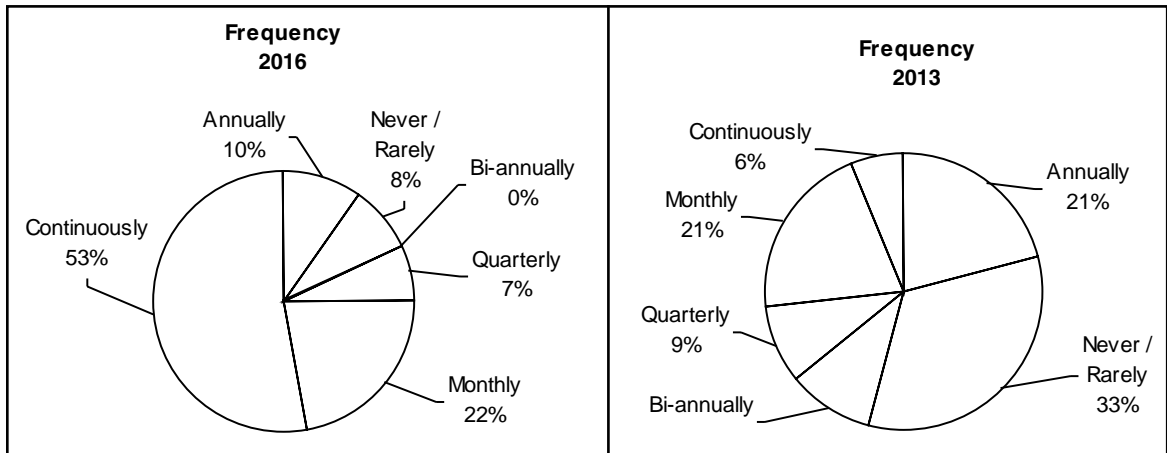 Frequency
2016
Annually
10%
Never /
Rarely
8%
Bi-annually
0%
Quarterly
7%
Monthly
22%
Continuously
53%
Frequency
2013
Annually
21%
Never /
Rarely
33%
Bi-annually
Quarterly
9%
Monthly
21%
Continuously
6%